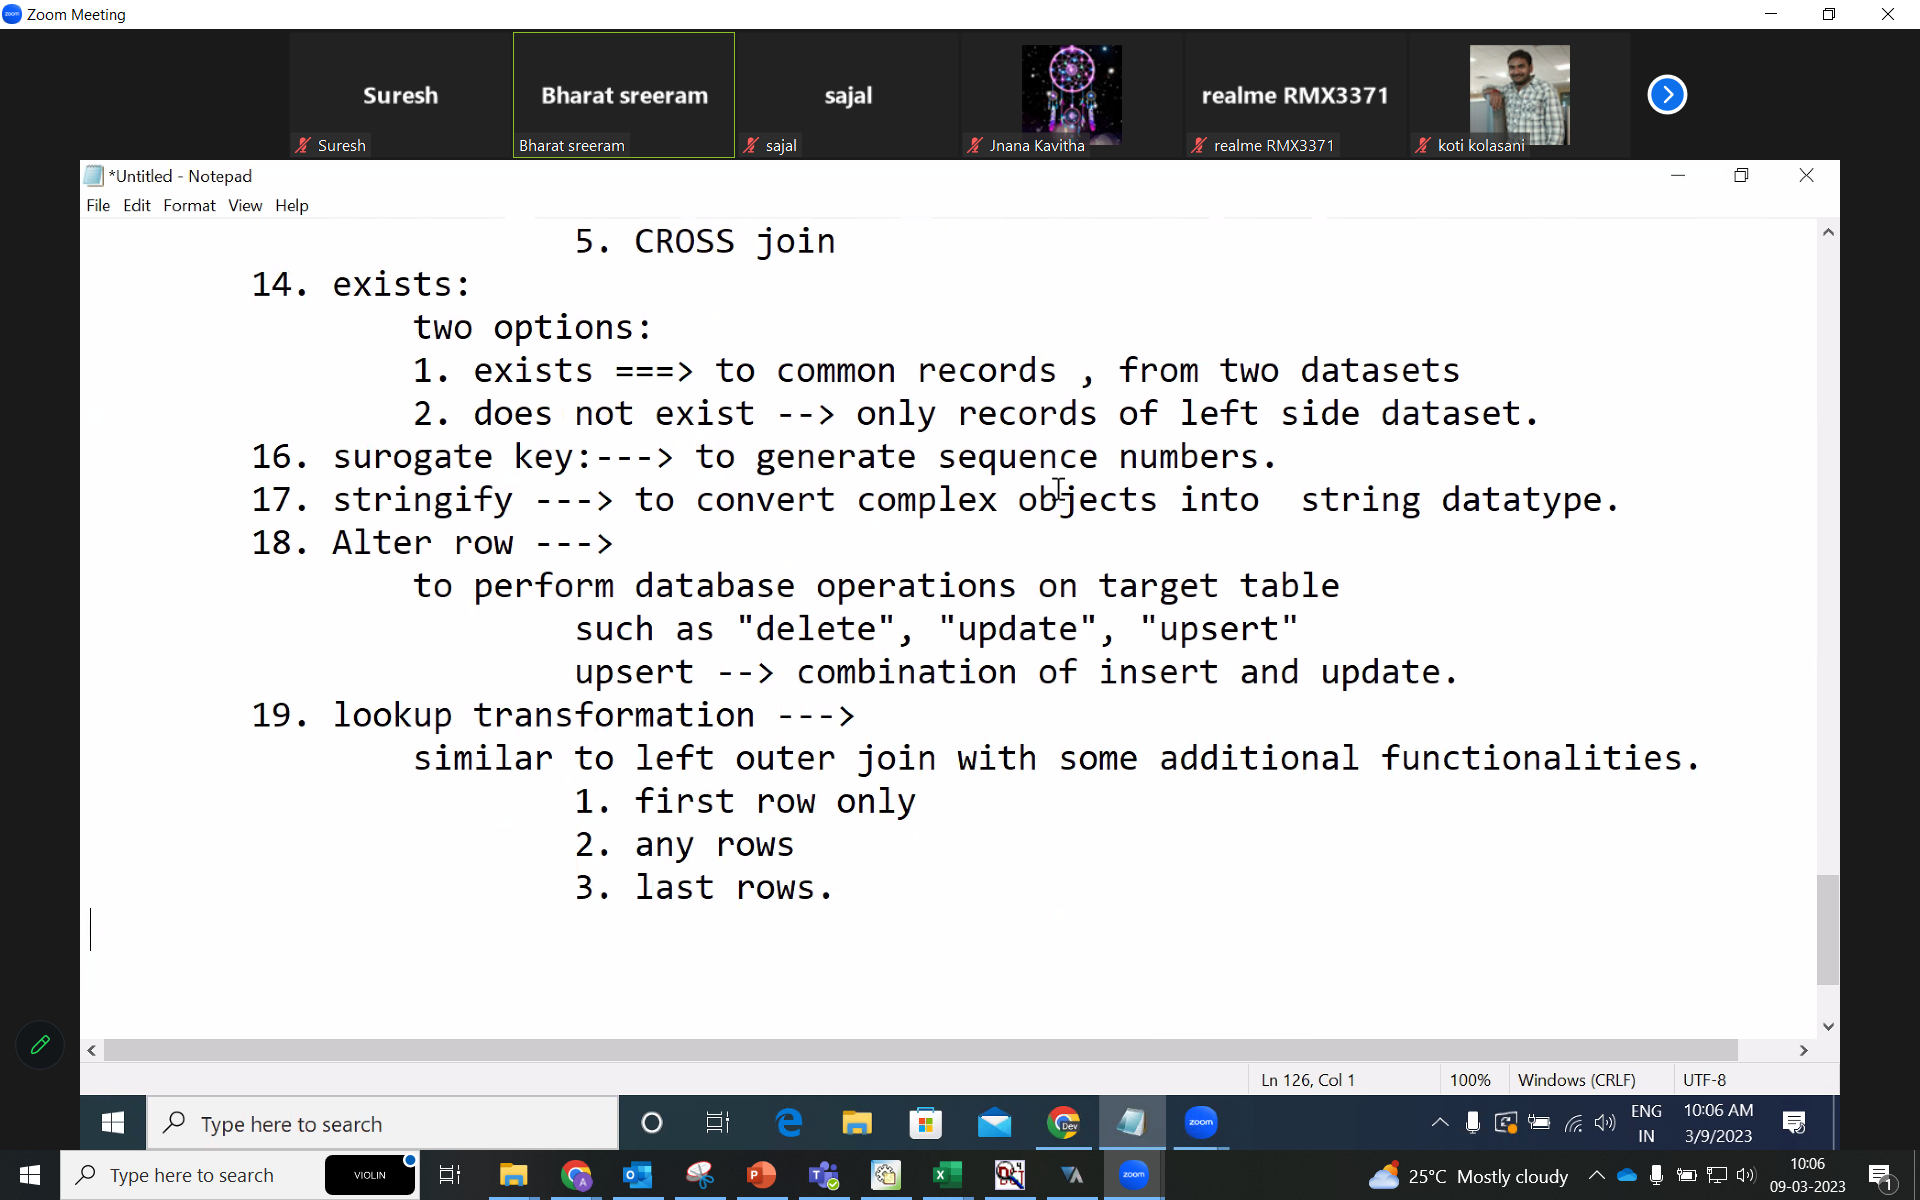 Zoom Meeting
Suresh Bharat sreeram sajal realme RMX3371
Suresh Bharat sreeram sajal Jnana Kavitha realme RMX3371 koti kolasani
*Untitled - Notepad
File Edit Format View Help
5. CROSS join
14. exists:
two options:
1. exists ===> to common records , from two datasets
2. does not exist --> only records of left side dataset.
16. surogate key:---> to generate sequence numbers.
17. stringify ---> to convert complex objects into string datatype.
18. Alter row --->
to perform database operations on target table
such as "delete", "update", "upsert"
upsert --> combination of insert and update.
19. lookup transformation --->
similar to left outer join with some additional functionalities.
1. first row only
2. any rows
3. last rows.
Ln 126, Col 1 100% Windows (CRLF) UTF-8
Type here to search Dev zoom ENG IN 10:06 AM 3/9/2023
Type here to search VIOLIN zoom 25°C Mostly cloudy 10:06 09-03-2023 1